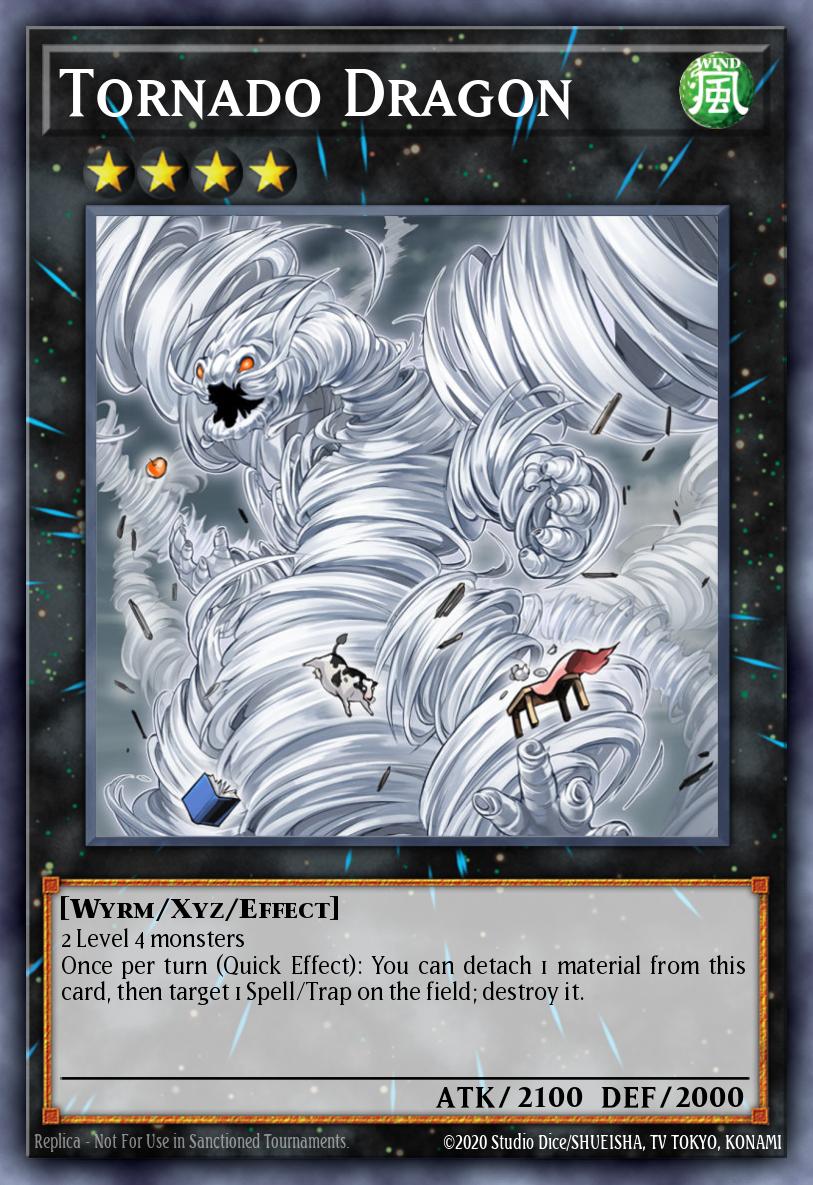 Tornado Dragon
WIND
風
[Wyrm/Xyz/Effect]
2 Level 4 monsters
Once per turn (Quick Effect): You can detach 1 material from this
card, then target 1 Spell/Trap on the field; destroy it.
ATK/2100 DEF/2000
Replica - Not For Use in Sanctioned Tournaments.
©2020 Studio Dice/SHUEISHA, TV TOKYO, KONAMI